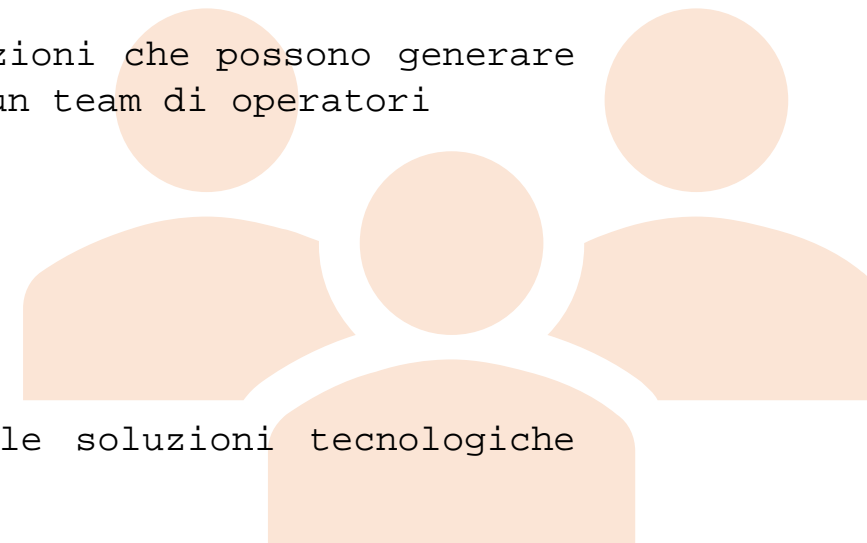 zioni che possono generare
un team di operatori
le soluzioni tecnologiche